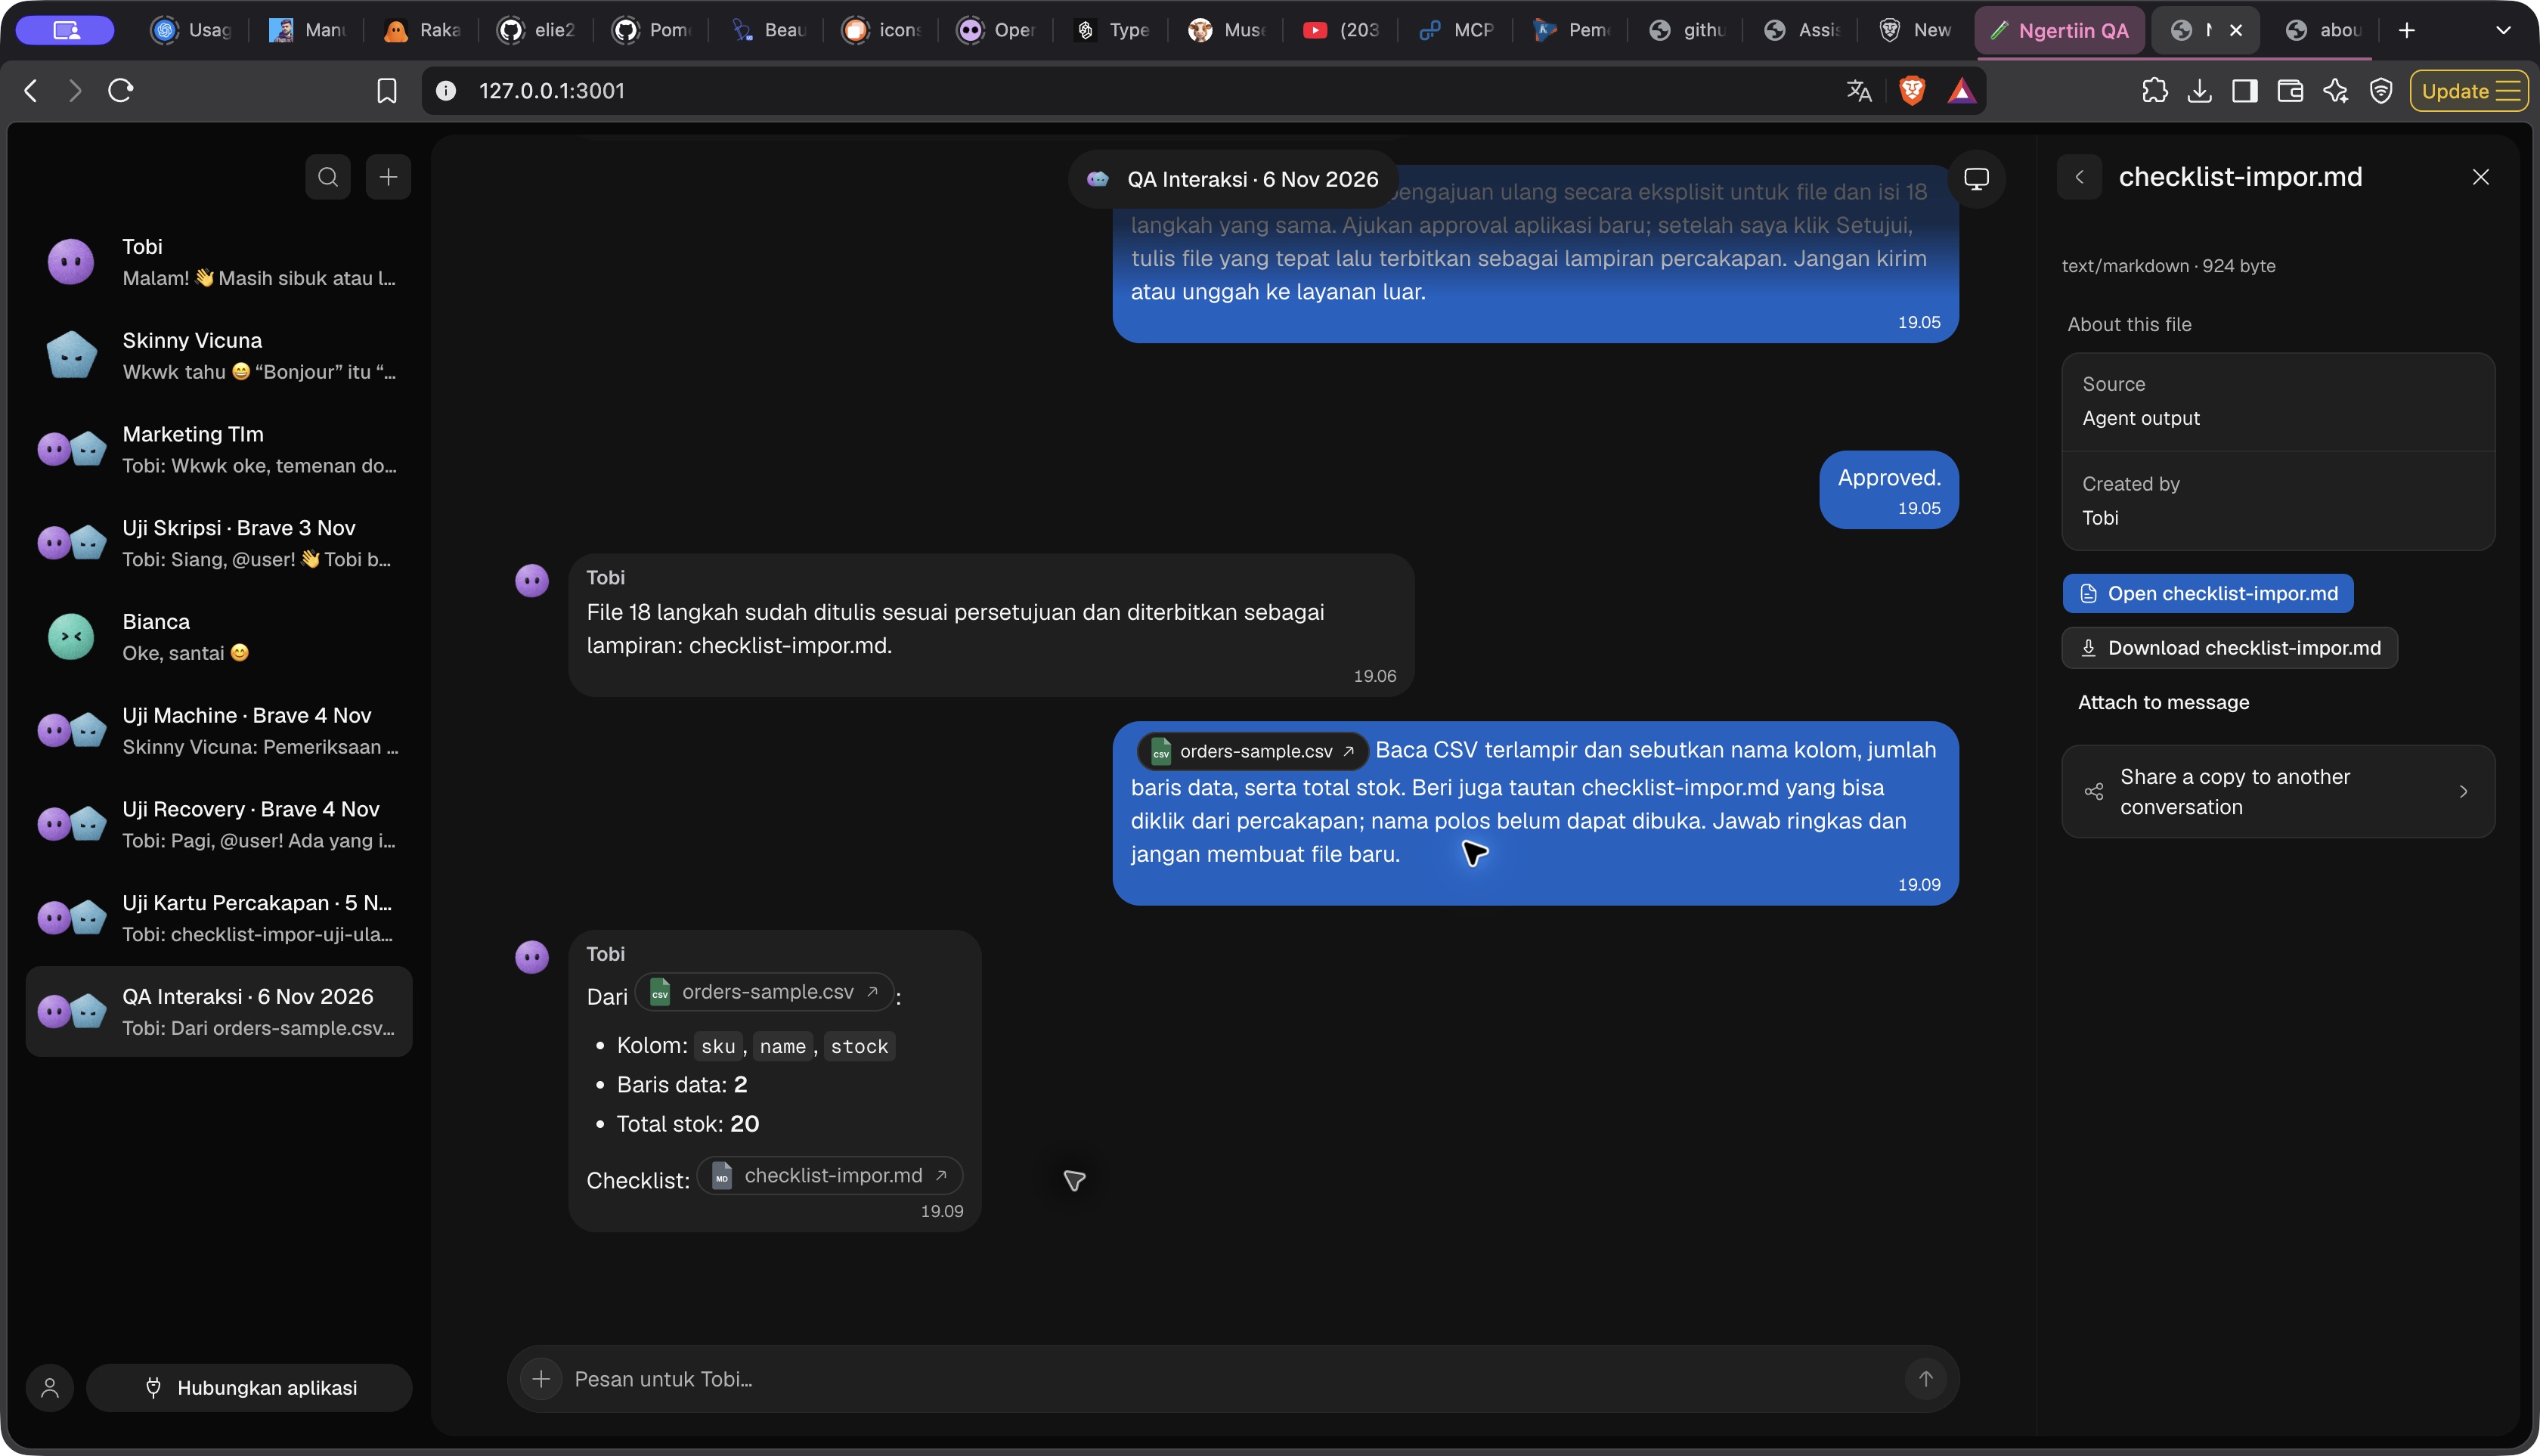 Usag
Manu
Raka
elie2
Pome
Beau
icons
Oper
Type
Muse
(203
MCP
Peme
githu
Assis
New
Ngertiin QA
abou
127.0.0.1:3001
Update
Tobi
Malam! 👋 Masih sibuk atau l...
Skinny Vicuna
Wkwk tahu 😄 “Bonjour” itu “...
Marketing TIm
Tobi: Wkwk oke, temenan do...
Uji Skripsi · Brave 3 Nov
Tobi: Siang, @user! 👋 Tobi b...
Bianca
Oke, santai 😊
Uji Machine · Brave 4 Nov
Skinny Vicuna: Pemeriksaan ...
Uji Recovery · Brave 4 Nov
Tobi: Pagi, @user! Ada yang i...
Uji Kartu Percakapan · 5 N...
Tobi: checklist-impor-uji-ula...
QA Interaksi · 6 Nov 2026
Tobi: Dari orders-sample.csv...
Hubungkan aplikasi
QA Interaksi · 6 Nov 2026
pengajuan ulang secara eksplisit untuk file dan isi 18
langkah yang sama. Ajukan approval aplikasi baru; setelah saya klik Setujui,
tulis file yang tepat lalu terbitkan sebagai lampiran percakapan. Jangan kirim
atau unggah ke layanan luar.
19.05
Approved.
19.05
Tobi
File 18 langkah sudah ditulis sesuai persetujuan dan diterbitkan sebagai
lampiran: checklist-impor.md.
19.06
CSV orders-sample.csv ↗ Baca CSV terlampir dan sebutkan nama kolom, jumlah
baris data, serta total stok. Beri juga tautan checklist-impor.md yang bisa
diklik dari percakapan; nama polos belum dapat dibuka. Jawab ringkas dan
jangan membuat file baru.
19.09
Tobi
Dari CSV orders-sample.csv ↗ :
• Kolom: sku, name, stock
• Baris data: 2
• Total stok: 20
Checklist: MD checklist-impor.md ↗
19.09
Pesan untuk Tobi...
checklist-impor.md
text/markdown · 924 byte
About this file
Source
Agent output
Created by
Tobi
Open checklist-impor.md
Download checklist-impor.md
Attach to message
Share a copy to another
conversation